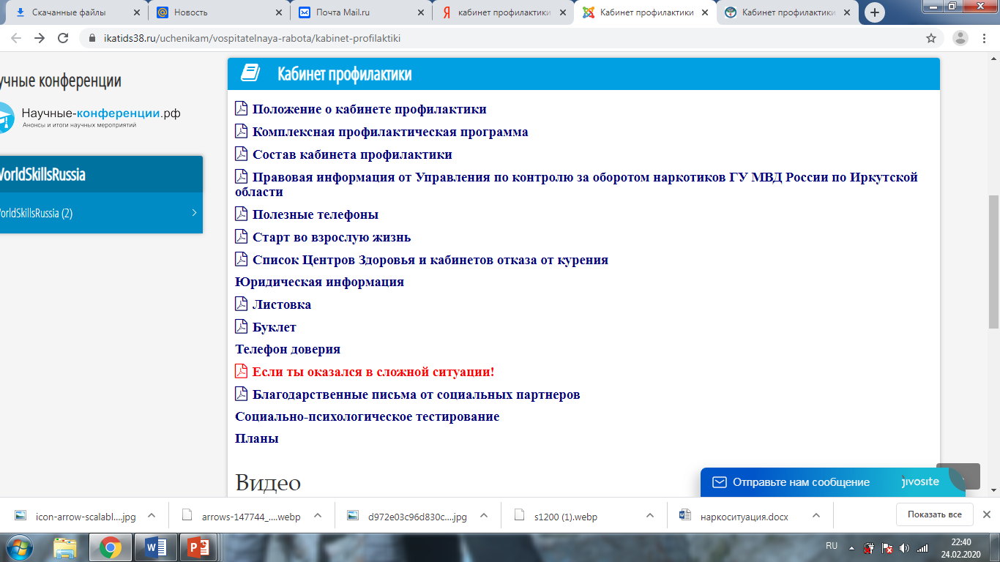 Скачанные файлы
Новость
Почта Mail.ru
кабинет профилактики
Кабинет профилактики
Кабинет профилактики
ikatids38.ru/uchenikam/vospitatelnaya-rabota/kabinet-profilaktiki
учные конференции
Научные-конференции.рф
Анонсы и итоги научных мероприятий
WorldSkillsRussia
WorldSkillsRussia (2)
Кабинет профилактики
Положение о кабинете профилактики
Комплексная профилактическая программа
Состав кабинета профилактики
Правовая информация от Управления по контролю за оборотом наркотиков ГУ МВД России по Иркутской
области
Полезные телефоны
Старт во взрослую жизнь
Список Центров Здоровья и кабинетов отказа от курения
Юридическая информация
Листовка
Буклет
Телефон доверия
Если ты оказался в сложной ситуации!
Благодарственные письма от социальных партнеров
Социально-психологическое тестирование
Планы
Видео
Отправьте нам сообщение
jivosite
icon-arrow-scalabl....jpg
arrows-147744_....webp
d972e03c96d830c....jpg
s1200 (1).webp
наркоситуация.docx
Показать все
RU
22:40
24.02.2020